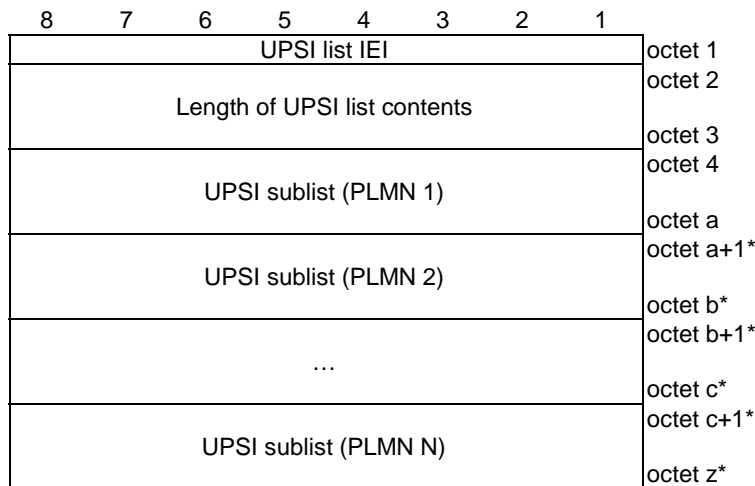 8 7 6 5 4 3 2 1
UPSI list IEI octet 1
octet 2
Length of UPSI list contents
octet 3
octet 4
UPSI sublist (PLMN 1)
octet a
octet a+1*
UPSI sublist (PLMN 2)
octet b*
octet b+1*
…
octet c*
octet c+1*
UPSI sublist (PLMN N)
octet z*